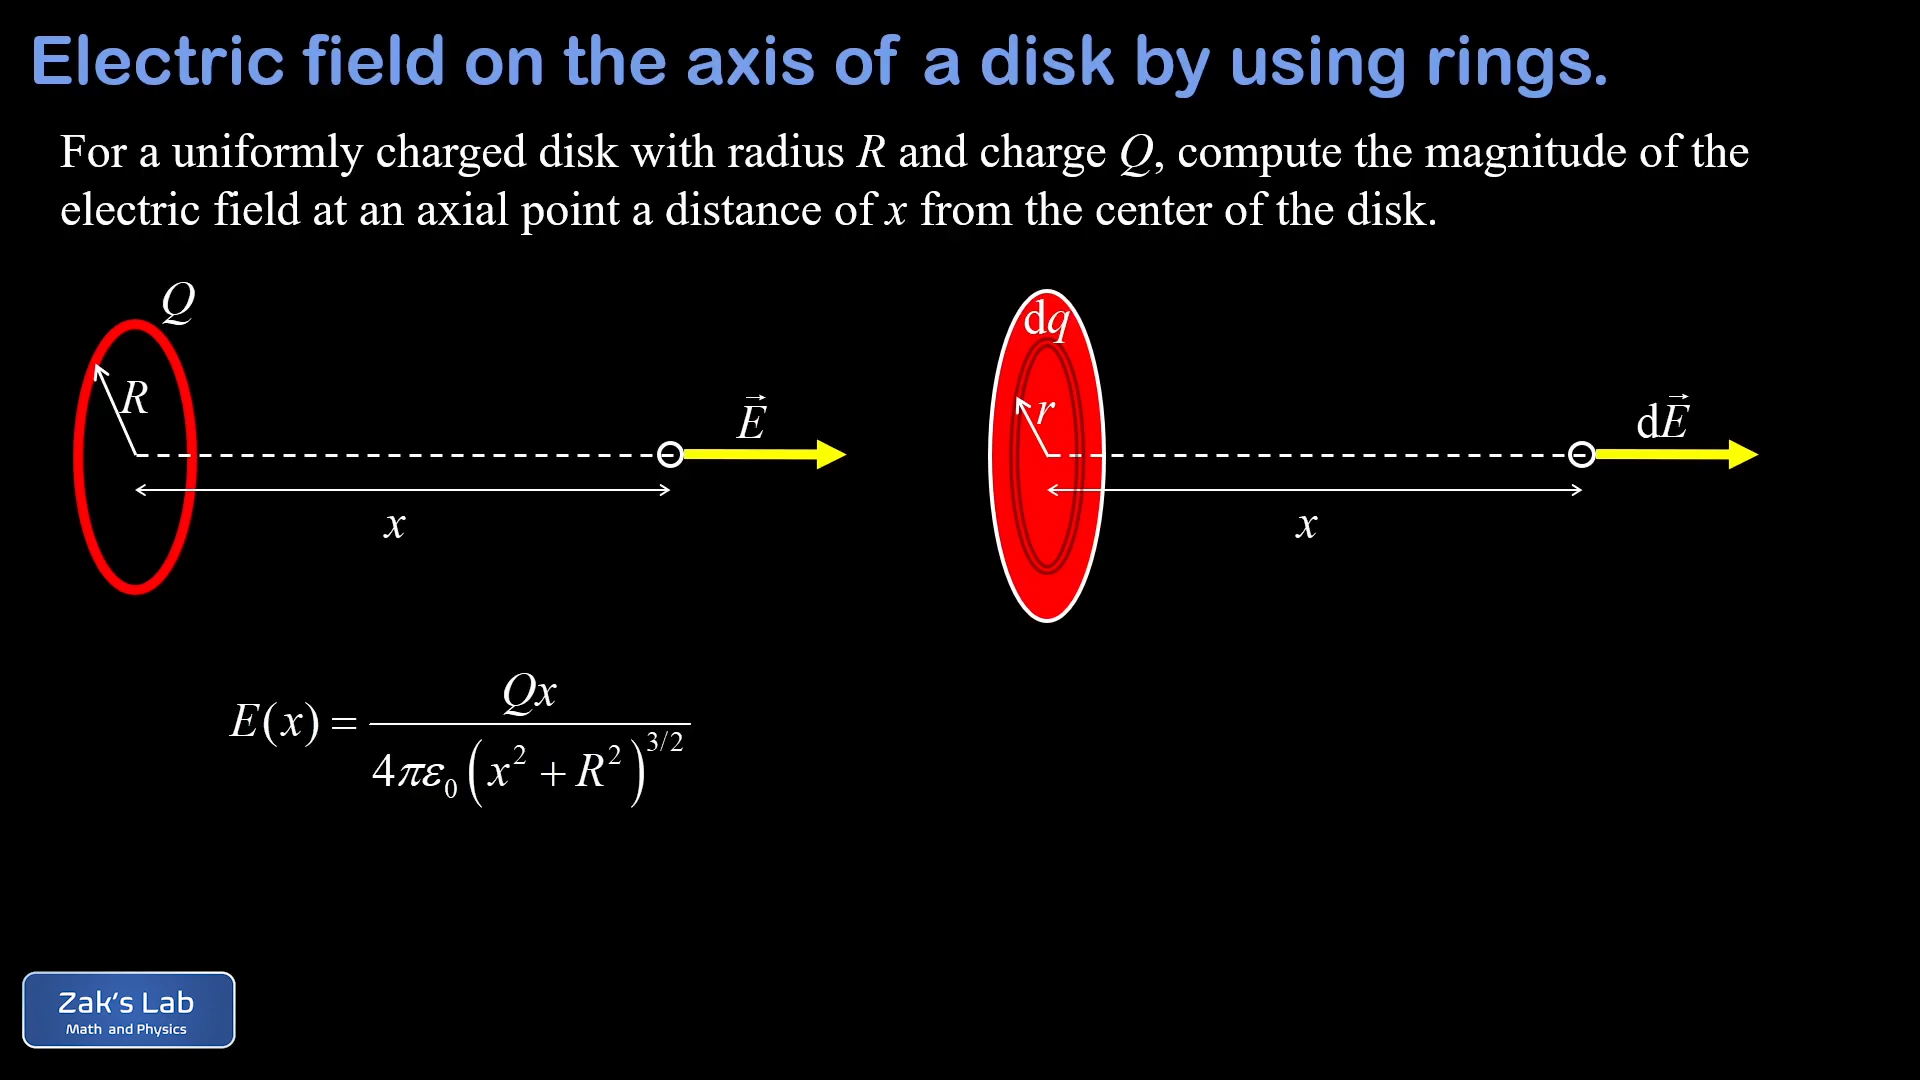 Electric field on the axis of a disk by using rings.
For a uniformly charged disk with radius R and charge Q, compute the magnitude of the
electric field at an axial point a distance of x from the center of the disk.
Q
R
E⃗
x
dq
r
dE⃗
x
E(x) = Qx / 4πε₀(x² + R²)^3/2
Zak's Lab
Math and Physics